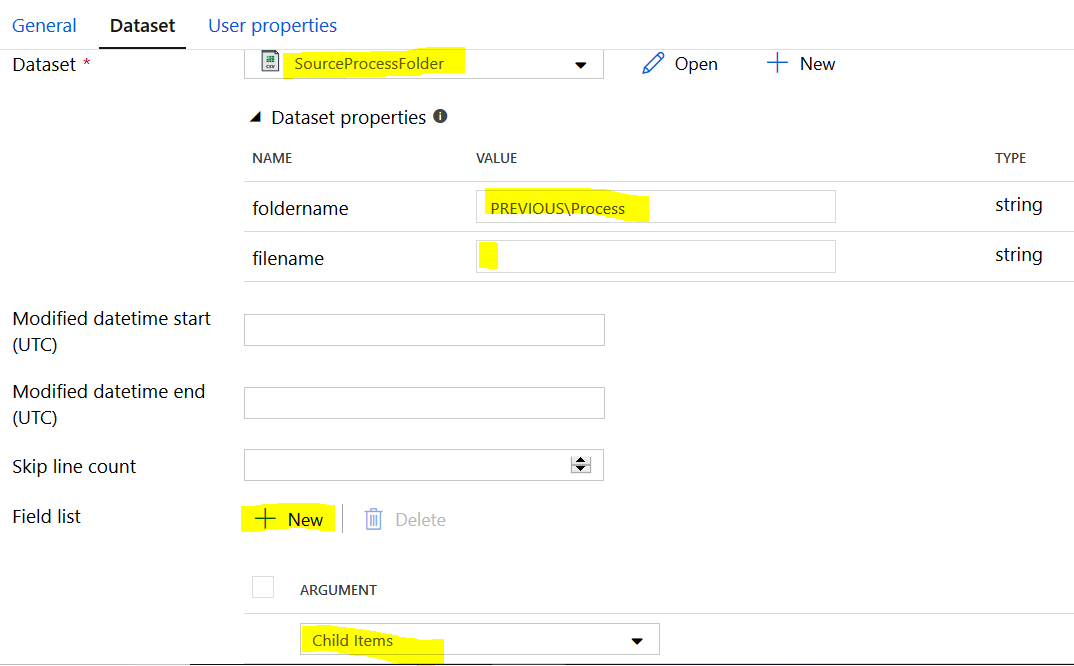 General Dataset User properties
Dataset * SourceProcessFolder Open New
Dataset properties
NAME VALUE TYPE
foldername PREVIOUS\Process string
filename string
Modified datetime start
(UTC)
Modified datetime end
(UTC)
Skip line count
Field list New Delete
ARGUMENT
Child Items